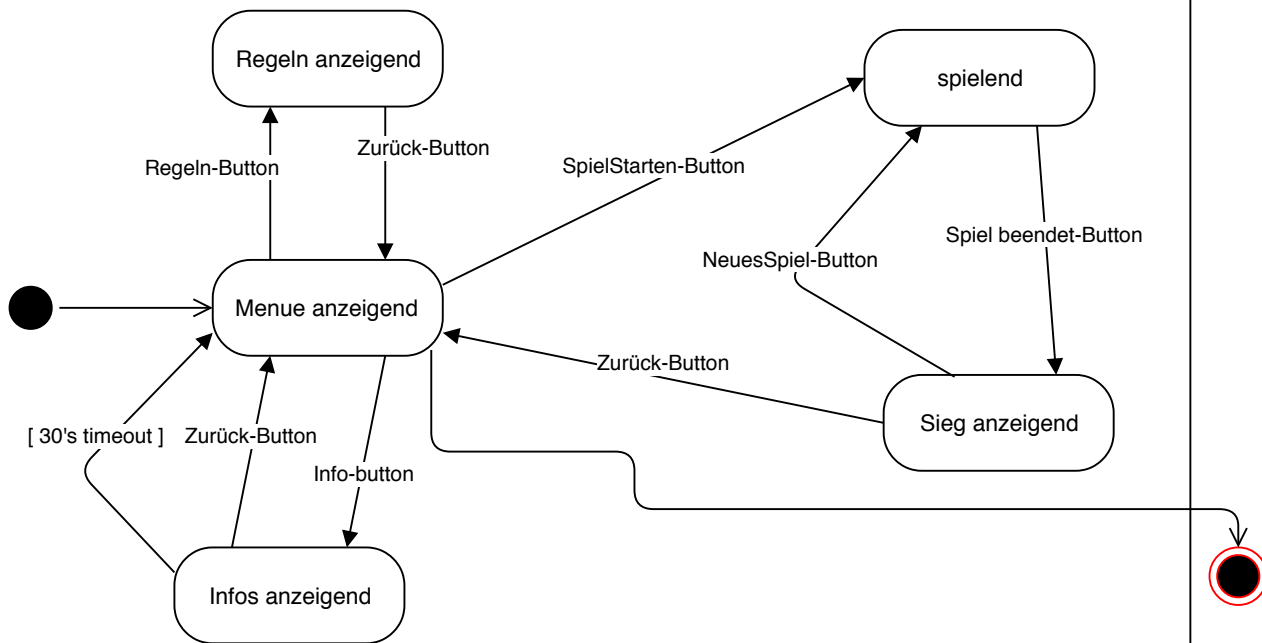 Regeln anzeigend
spielend
Zurück-Button
Regeln-Button
SpielStarten-Button
Spiel beendet-Button
NeuesSpiel-Button
Menue anzeigend
Zurück-Button
Sieg anzeigend
[ 30's timeout ]
Zurück-Button
Info-button
Infos anzeigend